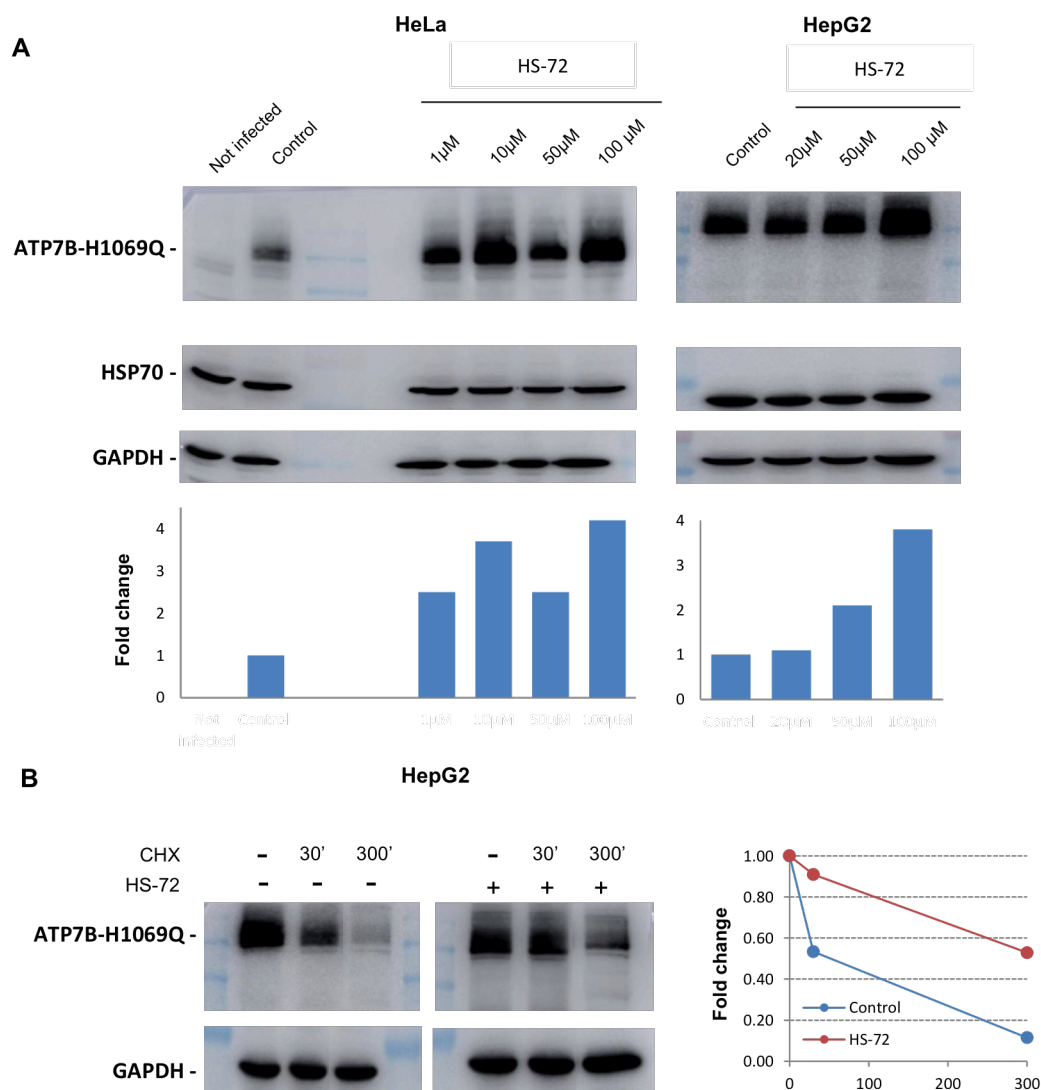 HeLa
HepG2
A
HS-72
HS-72
Not infected
Control
1µM
10µM
50µM
100 µM
Control
20µM
50µM
100 µM
ATP7B-H1069Q -
HSP70 -
GAPDH -
Fold change
4
3
2
1
0
Not infected
Control
1µM
10µM
50µM
100µM
4
3
2
1
0
Control
20µM
50µM
100µM
B
HepG2
CHX - 30' 300' - 30' 300'
HS-72 - - - + + +
ATP7B-H1069Q -
GAPDH -
Fold change
1.00
0.80
0.60
0.40
0.20
0.00
Control
HS-72
0 100 200 300